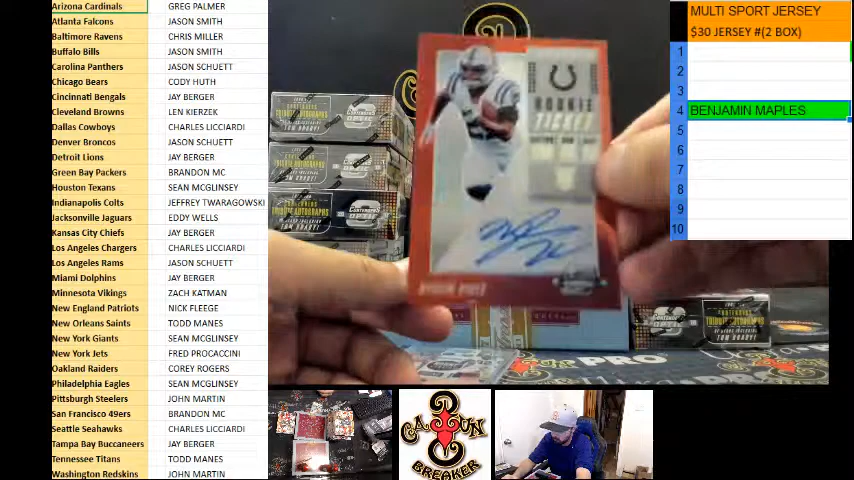 Arizona Cardinals GREG PALMER
Atlanta Falcons JASON SMITH
Baltimore Ravens CHRIS MILLER
Buffalo Bills JASON SMITH
Carolina Panthers JASON SCHUETT
Chicago Bears CODY HUTH
Cincinnati Bengals JAY BERGER
Cleveland Browns LEN KIERZEK
Dallas Cowboys CHARLES LICCIARDI
Denver Broncos JASON SCHUETT
Detroit Lions JAY BERGER
Green Bay Packers BRANDON MC
Houston Texans SEAN MCGLINSEY
Indianapolis Colts JEFFREY TWARAGOWSKI
Jacksonville Jaguars EDDY WELLS
Kansas City Chiefs JAY BERGER
Los Angeles Chargers CHARLES LICCIARDI
Los Angeles Rams JASON SCHUETT
Miami Dolphins JAY BERGER
Minnesota Vikings ZACH KATMAN
New England Patriots NICK FLEEGE
New Orleans Saints TODD MANES
New York Giants SEAN MCGLINSEY
New York Jets FRED PROCACCINI
Oakland Raiders COREY ROGERS
Philadelphia Eagles SEAN MCGLINSEY
Pittsburgh Steelers JOHN MARTIN
San Francisco 49ers BRANDON MC
Seattle Seahawks CHARLES LICCIARDI
Tampa Bay Buccaneers JAY BERGER
Tennessee Titans TODD MANES
Washington Redskins JOHN MARTIN
ROOKIE
TICKET
PRO
CAJUN
BREAKER
MULTI SPORT JERSEY
$30 JERSEY #(2 BOX)
1
2
3
4 BENJAMIN MAPLES
5
6
7
8
9
10